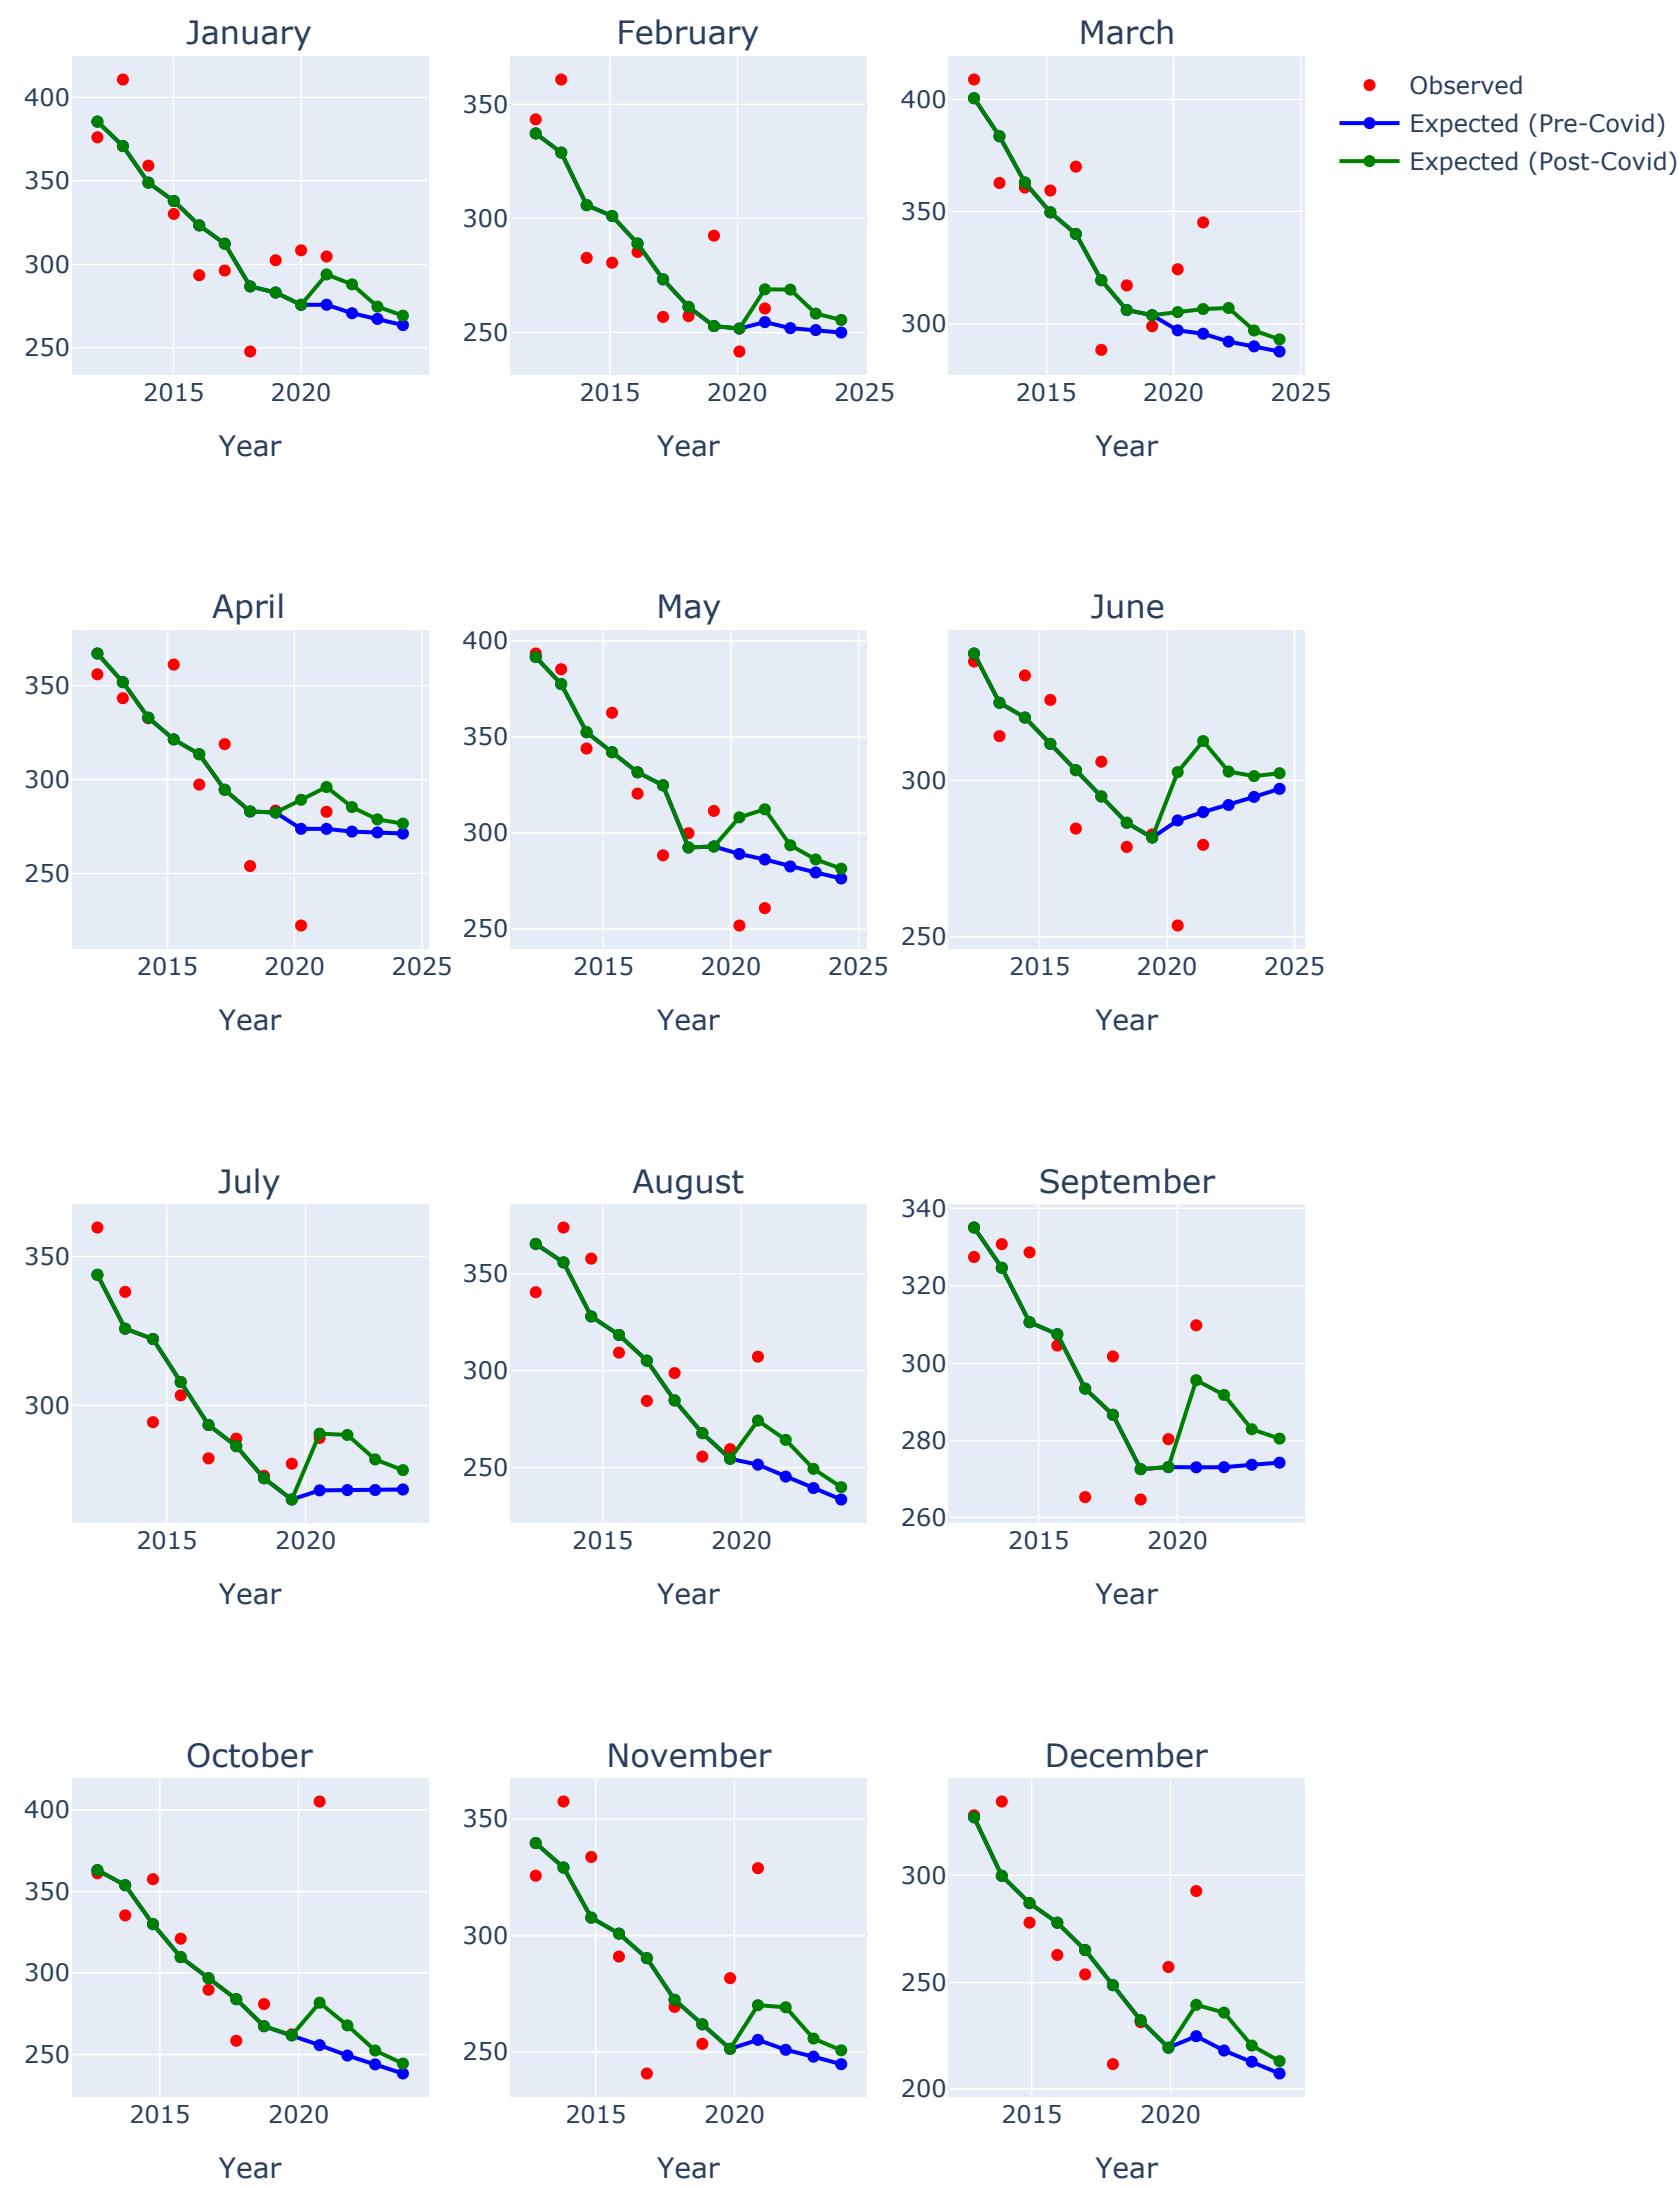 January
February
March
Observed
Expected (Pre-Covid)
Expected (Post-Covid)
400
350
300
250
2015
2020
Year
350
300
250
2015
2020
2025
Year
400
350
300
2015
2020
2025
Year
April
May
June
350
300
250
2015
2020
2025
Year
400
350
300
250
2015
2020
2025
Year
300
250
2015
2020
2025
Year
July
August
September
350
300
2015
2020
Year
350
300
250
2015
2020
Year
340
320
300
280
260
2015
2020
Year
October
November
December
400
350
300
250
2015
2020
Year
350
300
250
2015
2020
Year
300
250
200
2015
2020
Year